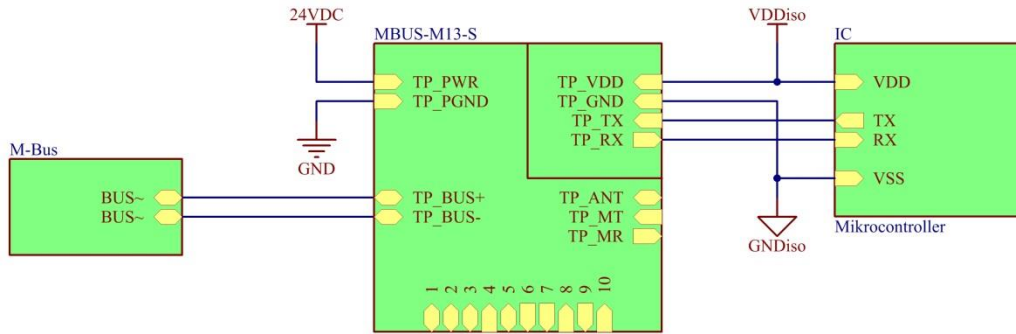 24VDC
VDDiso
MBUS-M13-S
IC
TP_PWR
TP_VDD
VDD
TP_PGND
TP_GND
TP_TX
TX
TP_RX
RX
M-Bus
GND
VSS
BUS~
TP_BUS+
TP_ANT
BUS~
TP_BUS-
TP_MT
Mikrocontroller
TP_MR
GNDiso
1 2 3 4 5 6 7 8 9 10